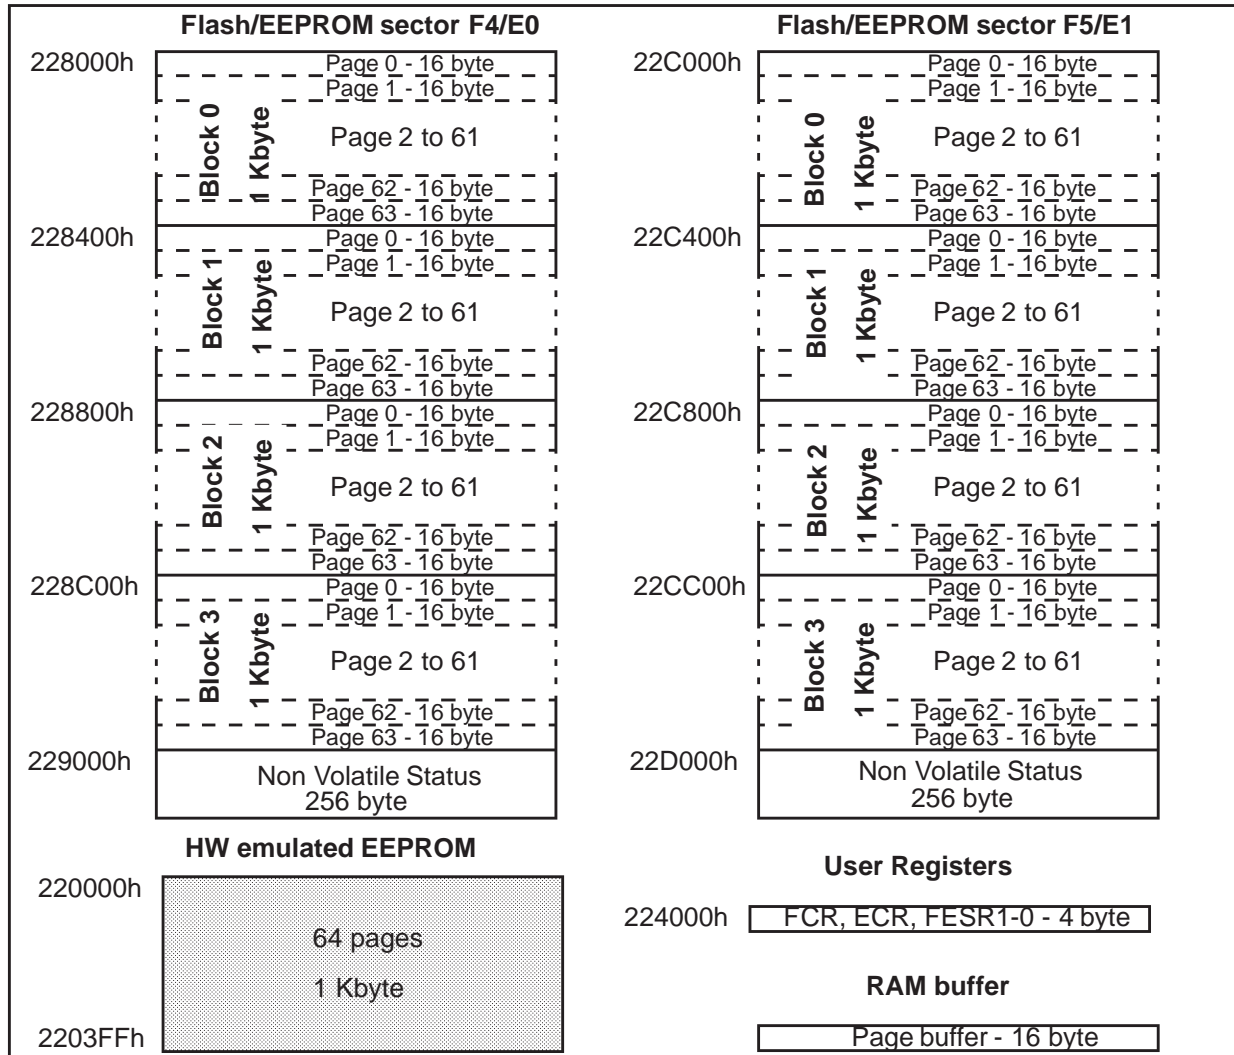 Flash/EEPROM sector F4/E0
228000h
Page 0 - 16 byte
Page 1 - 16 byte
Block 0
1 Kbyte
Page 2 to 61
Page 62 - 16 byte
Page 63 - 16 byte
228400h
Page 0 - 16 byte
Page 1 - 16 byte
Block 1
1 Kbyte
Page 2 to 61
Page 62 - 16 byte
Page 63 - 16 byte
228800h
Page 0 - 16 byte
Page 1 - 16 byte
Block 2
1 Kbyte
Page 2 to 61
Page 62 - 16 byte
Page 63 - 16 byte
228C00h
Page 0 - 16 byte
Page 1 - 16 byte
Block 3
1 Kbyte
Page 2 to 61
Page 62 - 16 byte
Page 63 - 16 byte
229000h
Non Volatile Status
256 byte
Flash/EEPROM sector F5/E1
22C000h
Page 0 - 16 byte
Page 1 - 16 byte
Block 0
1 Kbyte
Page 2 to 61
Page 62 - 16 byte
Page 63 - 16 byte
22C400h
Page 0 - 16 byte
Page 1 - 16 byte
Block 1
1 Kbyte
Page 2 to 61
Page 62 - 16 byte
Page 63 - 16 byte
22C800h
Page 0 - 16 byte
Page 1 - 16 byte
Block 2
1 Kbyte
Page 2 to 61
Page 62 - 16 byte
Page 63 - 16 byte
22CC00h
Page 0 - 16 byte
Page 1 - 16 byte
Block 3
1 Kbyte
Page 2 to 61
Page 62 - 16 byte
Page 63 - 16 byte
22D000h
Non Volatile Status
256 byte
HW emulated EEPROM
220000h
64 pages
1 Kbyte
2203FFh
User Registers
224000h
FCR, ECR, FESR1-0 - 4 byte
RAM buffer
Page buffer - 16 byte